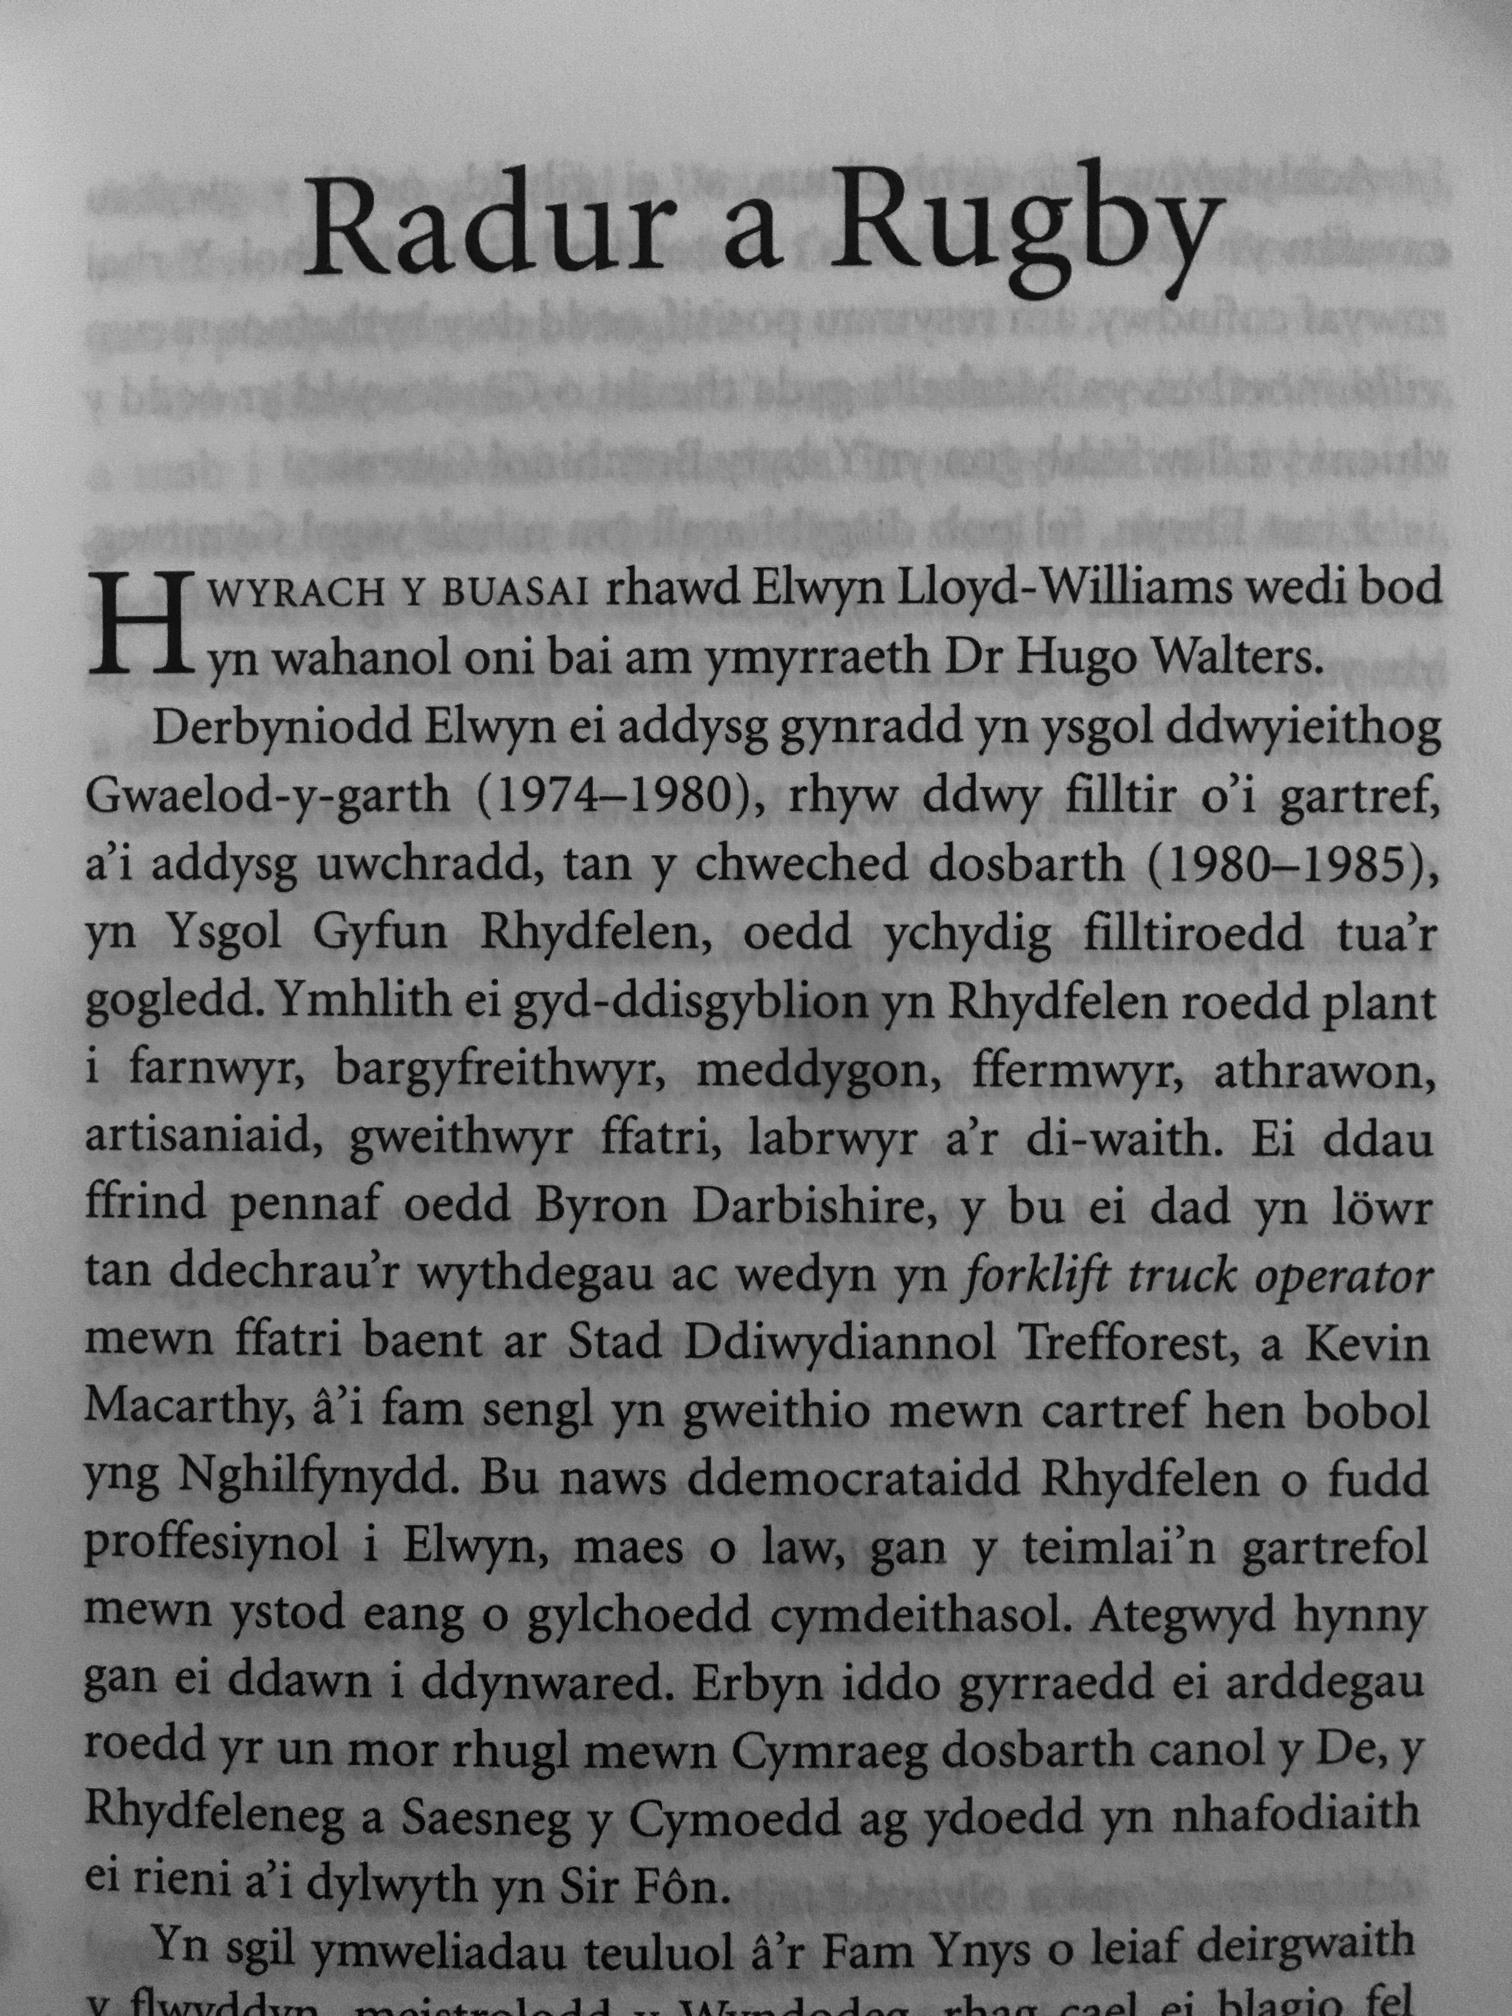 Radur a Rugby
HWYRACH Y BUASAI rhawd Elwyn Lloyd-Williams wedi bod
yn wahanol oni bai am ymyrraeth Dr Hugo Walters.
Derbyniodd Elwyn ei addysg gynradd yn ysgol ddwyieithog
Gwaelod-y-garth (1974–1980), rhyw ddwy filltir o’i gartref,
a’i addysg uwchradd, tan y chweched dosbarth (1980–1985),
yn Ysgol Gyfun Rhydfelen, oedd ychydig filltiroedd tua’r
gogledd. Ymhlith ei gyd-ddisgyblion yn Rhydfelen roedd plant
i farnwyr, bargyfreithwyr, meddygon, ffermwyr, athrawon,
artisaniaid, gweithwyr ffatri, labrwyr a’r di-waith. Ei ddau
ffrind pennaf oedd Byron Darbishire, y bu ei dad yn löwr
tan ddechrau’r wythdegau ac wedyn yn forklift truck operator
mewn ffatri baent ar Stad Ddiwydiannol Trefforest, a Kevin
Macarthy, â’i fam sengl yn gweithio mewn cartref hen bobol
yng Nghilfynydd. Bu naws ddemocrataidd Rhydfelen o fudd
proffesiynol i Elwyn, maes o law, gan y teimlai’n gartrefol
mewn ystod eang o gylchoedd cymdeithasol. Ategwyd hynny
gan ei ddawn i ddynwared. Erbyn iddo gyrraedd ei arddegau
roedd yr un mor rhugl mewn Cymraeg dosbarth canol y De, y
Rhydfeleneg a Saesneg y Cymoedd ag ydoedd yn nhafodiaith
ei rieni a’i dylwyth yn Sir Fôn.
Yn sgil ymweliadau teuluol â’r Fam Ynys o leiaf deirgwaith
y flwyddyn, meistrolodd y Wyndodeg, rhag cael ei blagio fel